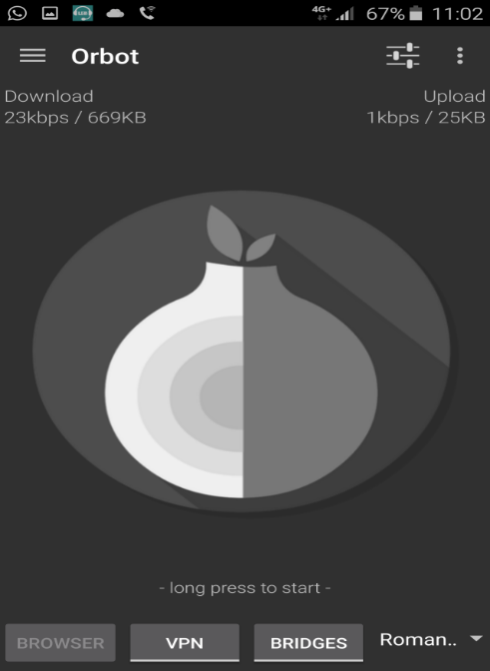 4G+ 67% 11:02
Orbot
Download Upload
23kbps / 669KB 1kbps / 25KB
- long press to start -
BROWSER VPN BRIDGES Roman..